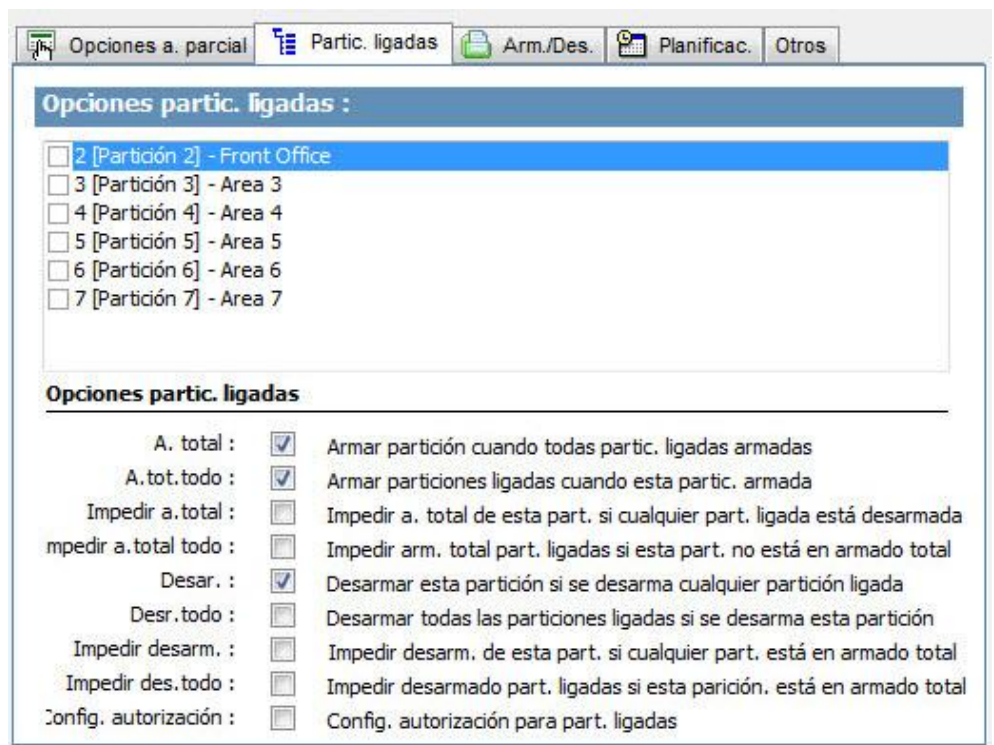 Opciones a. parcial Partic. ligadas Arm./Des. Planificac. Otros
Opciones partic. ligadas :
2 [Partición 2] - Front Office
3 [Partición 3] - Area 3
4 [Partición 4] - Area 4
5 [Partición 5] - Area 5
6 [Partición 6] - Area 6
7 [Partición 7] - Area 7
Opciones partic. ligadas
A. total : Armar partición cuando todas partic. ligadas armadas
A.tot.todo : Armar particiones ligadas cuando esta partic. armada
Impedir a.total : Impedir a. total de esta part. si cualquier part. ligada está desarmada
mpedir a.total todo : Impedir arm. total part. ligadas si esta part. no está en armado total
Desar. : Desarmar esta partición si se desarma cualquier partición ligada
Desr.todo : Desarmar todas las particiones ligadas si se desarma esta partición
Impedir desarm. : Impedir desarm. de esta part. si cualquier part. está en armado total
Impedir des.todo : Impedir desarmado part. ligadas si esta parición. está en armado total
Config. autorización : Config. autorización para part. ligadas